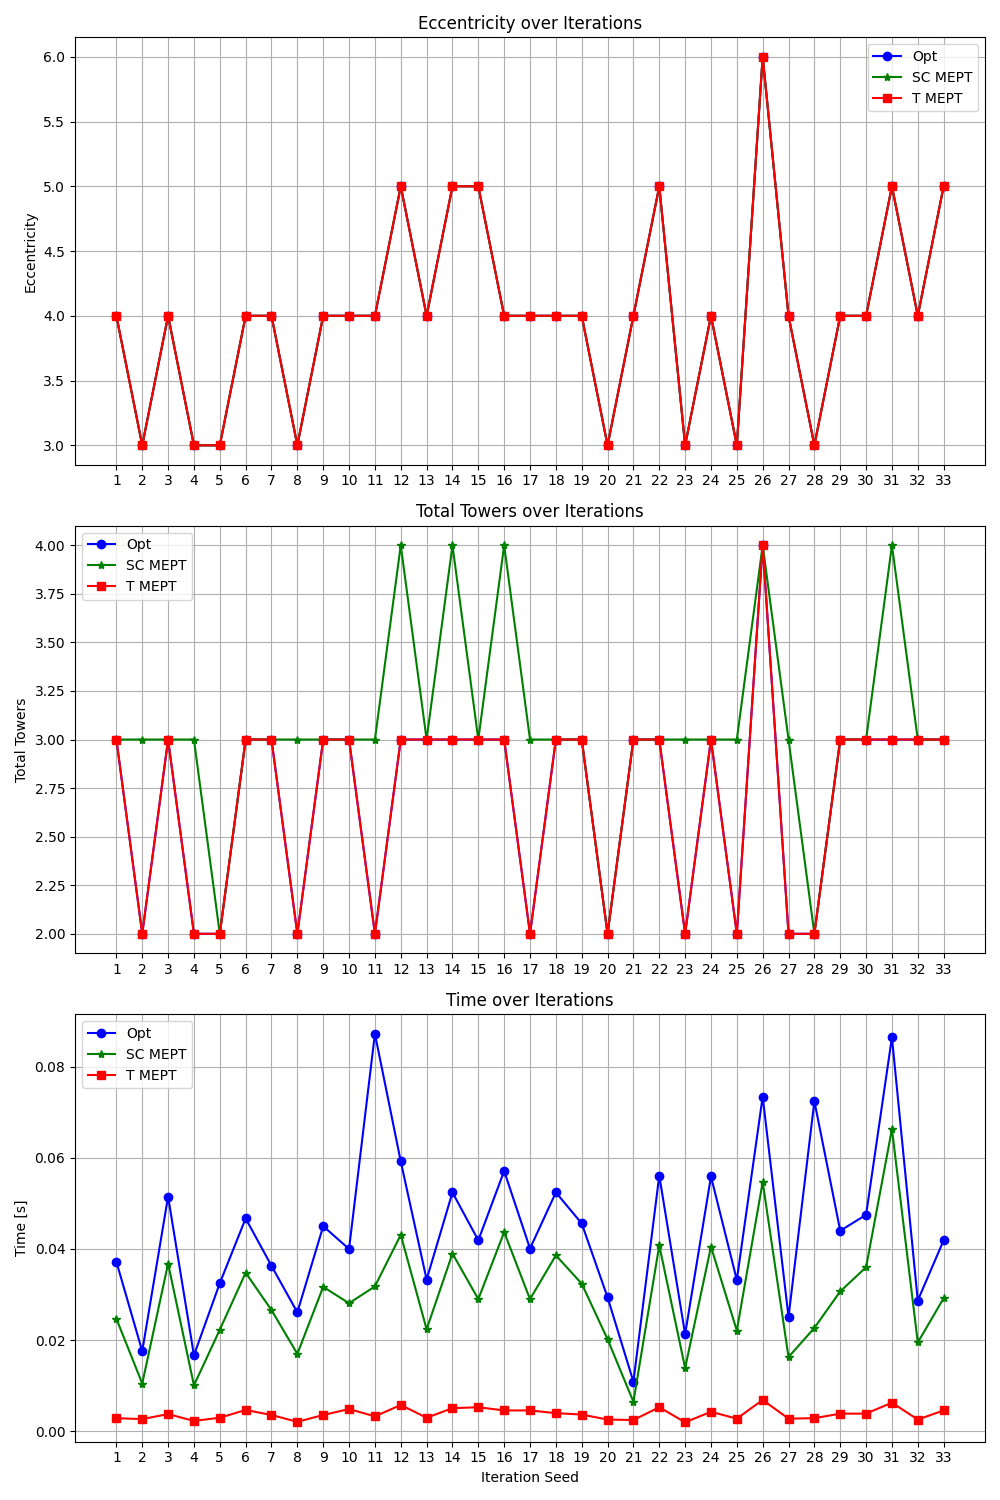 Eccentricity over Iterations
6.0
5.5
5.0
4.5
4.0
3.5
3.0
Eccentricity
Opt
SC MEPT
T MEPT
1 2 3 4 5 6 7 8 9 10 11 12 13 14 15 16 17 18 19 20 21 22 23 24 25 26 27 28 29 30 31 32 33
Total Towers over Iterations
4.00
3.75
3.50
3.25
3.00
2.75
2.50
2.25
2.00
Total Towers
Opt
SC MEPT
T MEPT
1 2 3 4 5 6 7 8 9 10 11 12 13 14 15 16 17 18 19 20 21 22 23 24 25 26 27 28 29 30 31 32 33
Time over Iterations
0.08
0.06
0.04
0.02
0.00
Time [s]
Opt
SC MEPT
T MEPT
1 2 3 4 5 6 7 8 9 10 11 12 13 14 15 16 17 18 19 20 21 22 23 24 25 26 27 28 29 30 31 32 33
Iteration Seed